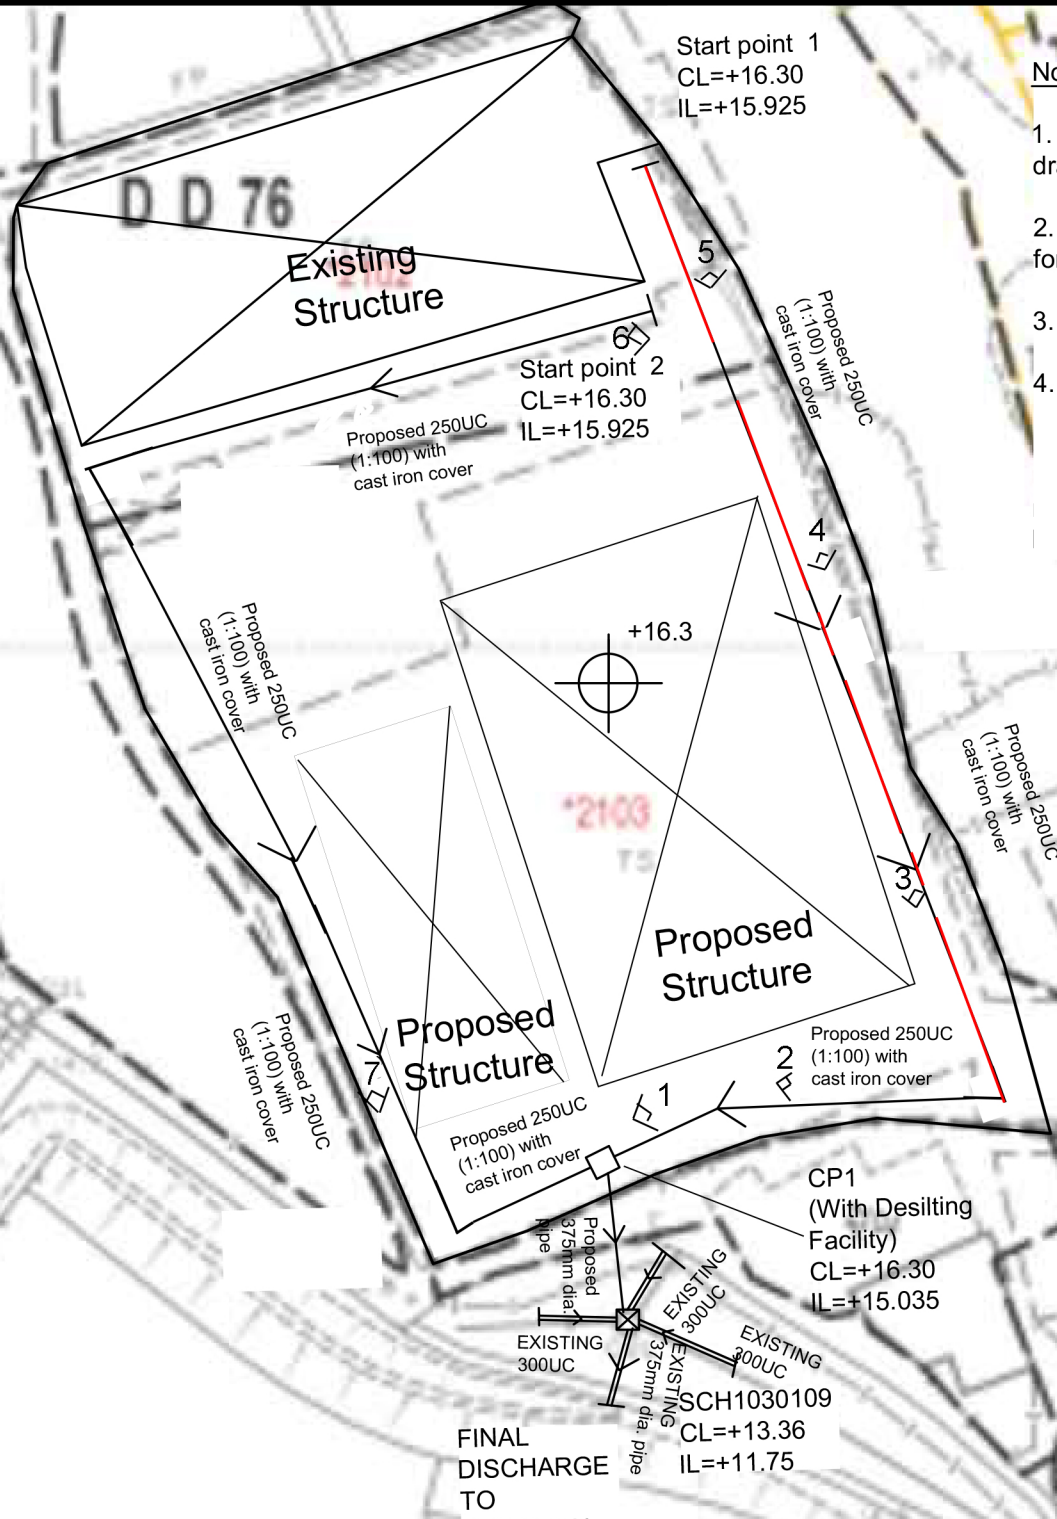 Start point 1
CL=+16.30
IL=+15.925
No
1.
dra
2.
for
3.
4.
D D 76
2102
Existing
Structure
5
6
Start point 2
CL=+16.30
IL=+15.925
Proposed 250UC
(1:100) with
cast iron cover
Proposed 250UC
(1:100) with
cast iron cover
4
+16.3
Proposed 250UC
(1:100) with
cast iron cover
Proposed 250UC
(1:100) with
cast iron cover
*2103
TS
3
Proposed
Structure
Proposed
Structure
7
Proposed 250UC
(1:100) with
cast iron cover
2
Proposed 250UC
(1:100) with
cast iron cover
1
Proposed 250UC
(1:100) with
cast iron cover
CP1
(With Desilting
Facility)
CL=+16.30
IL=+15.035
Proposed
375mm dia.
pipe
EXISTING
300UC
EXISTING
300UC
EXISTING
300UC
EXISTING
375mm dia. pipe
SCH1030109
CL=+13.36
IL=+11.75
FINAL
DISCHARGE
TO